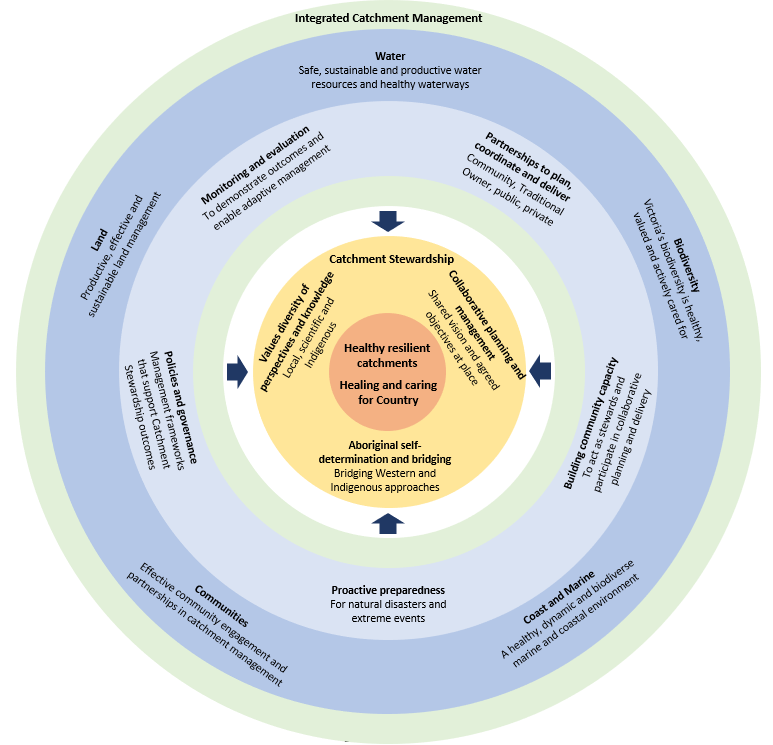 Integrated Catchment Management
Water
Safe, sustainable and productive water
resources and healthy waterways
Monitoring and evaluation
To demonstrate outcomes and
enable adaptive management
Partnerships to plan,
coordinate and deliver
Community, Traditional
Owner, public, private
Land
Productive, effective and
sustainable land management
Biodiversity
Victoria's biodiversity is healthy,
valued and actively cared for
Catchment Stewardship
Values diversity of
perspectives and knowledge
Local, scientific and
Indigenous
Collaborative planning and
management
Shared vision and agreed
objectives at place
Healthy resilient
catchments
Healing and caring
for Country
Aboriginal self-
determination and bridging
Bridging Western and
Indigenous approaches
Policies and governance
Management frameworks
that support Catchment
Stewardship outcomes
Building community capacity
To act as stewards and
participate in collaborative
planning and delivery
Proactive preparedness
For natural disasters and
extreme events
Communities
Effective community engagement and
partnerships in catchment management
Coast and Marine
A healthy, dynamic and biodiverse
marine and coastal environment